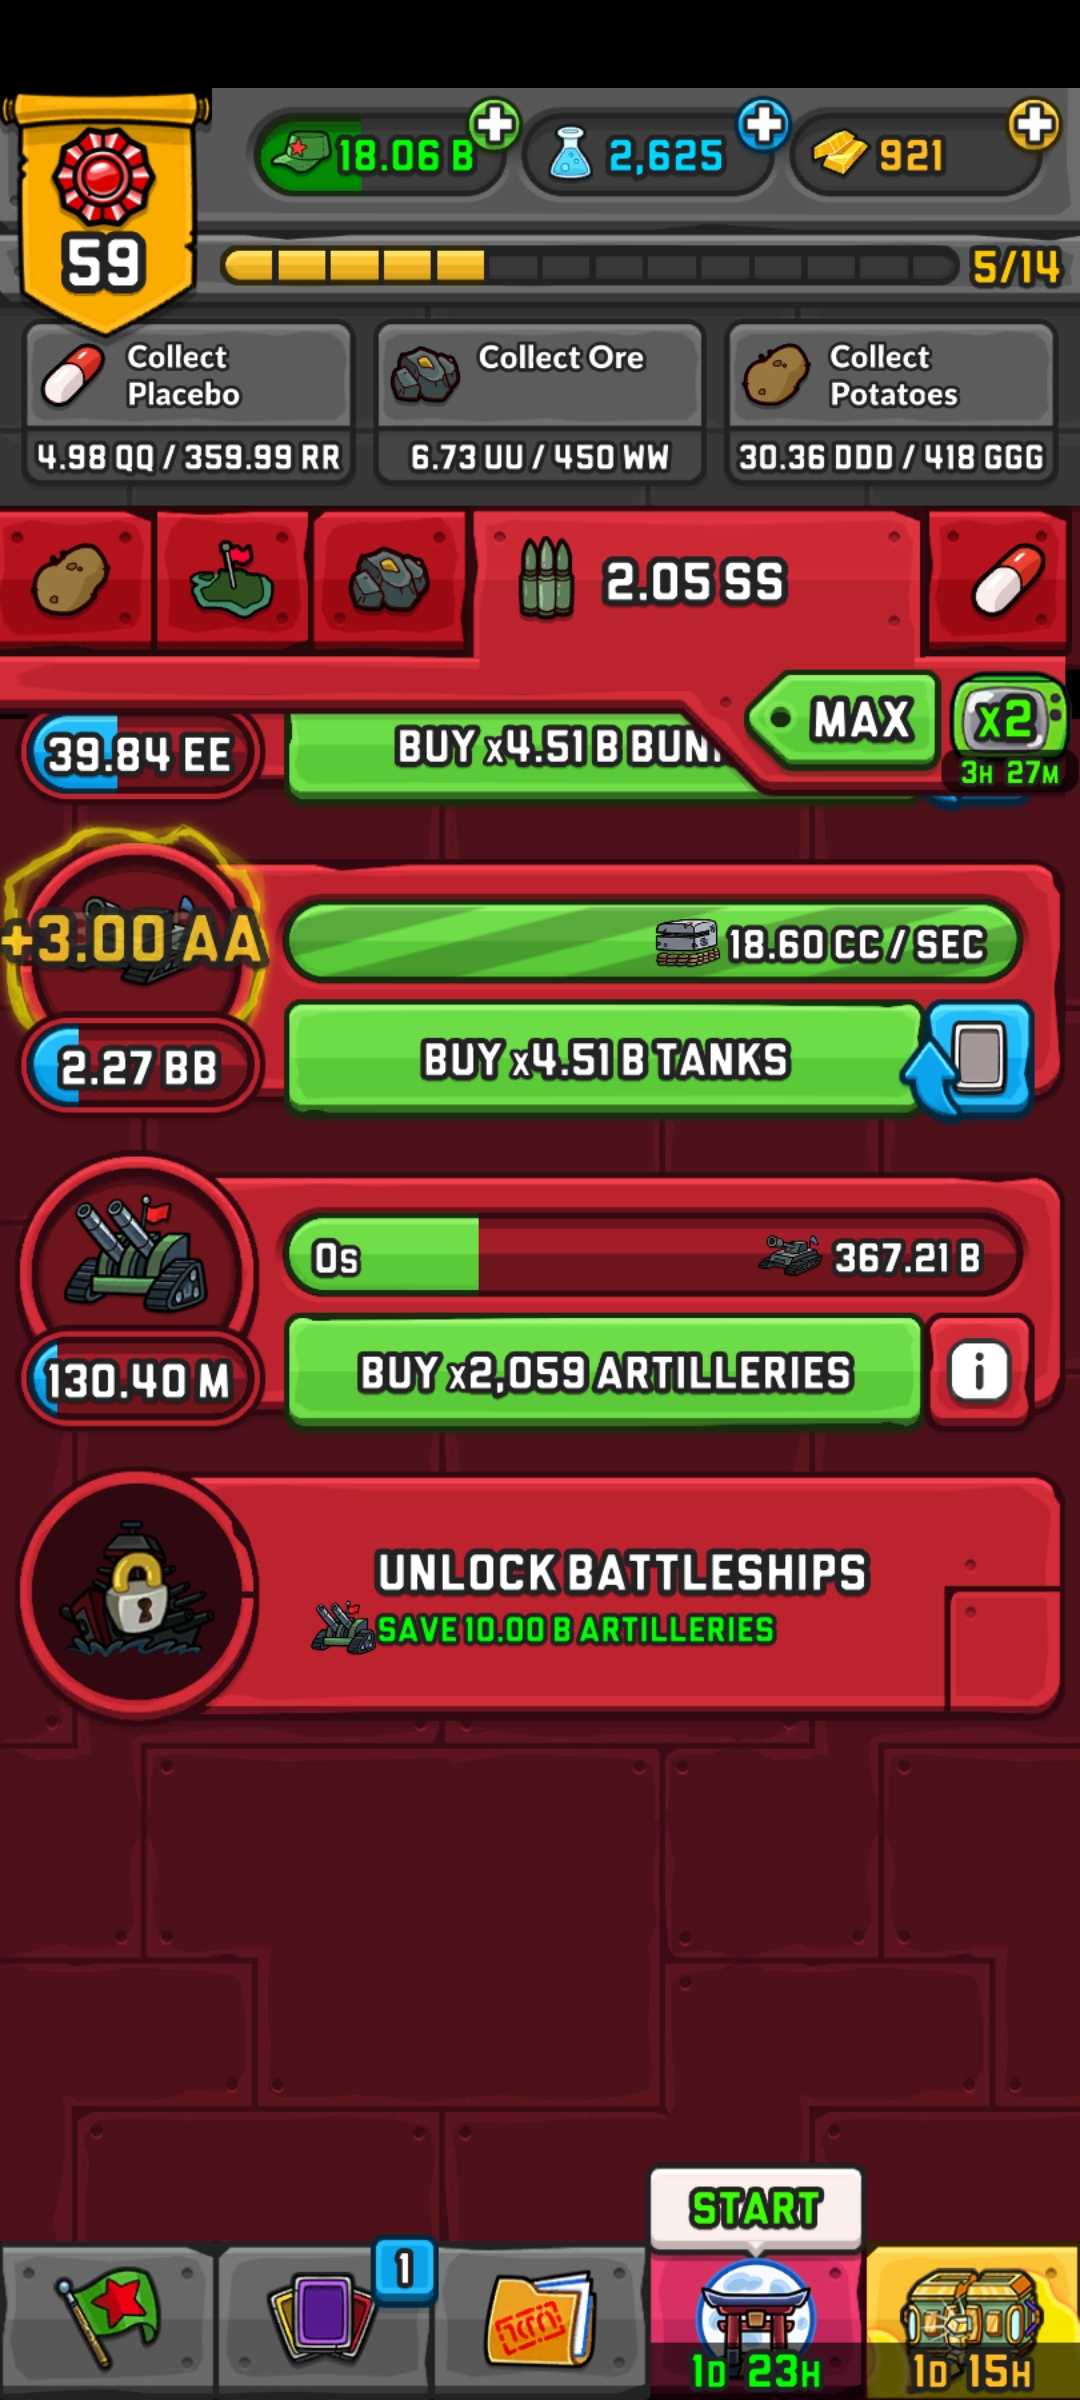 18.06 B
2,625
921
59
5/14
Collect Placebo
Collect Ore
Collect Potatoes
4.98 QQ / 359.99 RR
6.73 UU / 450 WW
30.36 DDD / 418 GGG
2.05 SS
MAX
x2
3H 27M
39.84 EE
BUY x4.51 B
+3.00 AA
18.60 CC / SEC
2.27 BB
BUY x4.51 B TANKS
0s
367.21 B
130.40 M
BUY x2,059 ARTILLERIES
i
UNLOCK BATTLESHIPS
SAVE 10.00 B ARTILLERIES
START
1
1D 23H
1D 15H